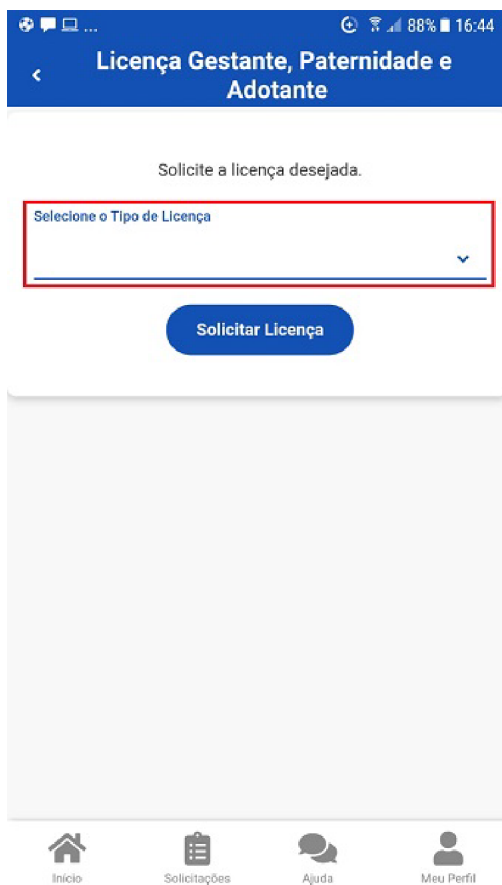 ... 88% 16:44
Licença Gestante, Paternidade e
Adotante
Solicite a licença desejada.
Selecione o Tipo de Licença
Solicitar Licença
Início Solicitações Ajuda Meu Perfil